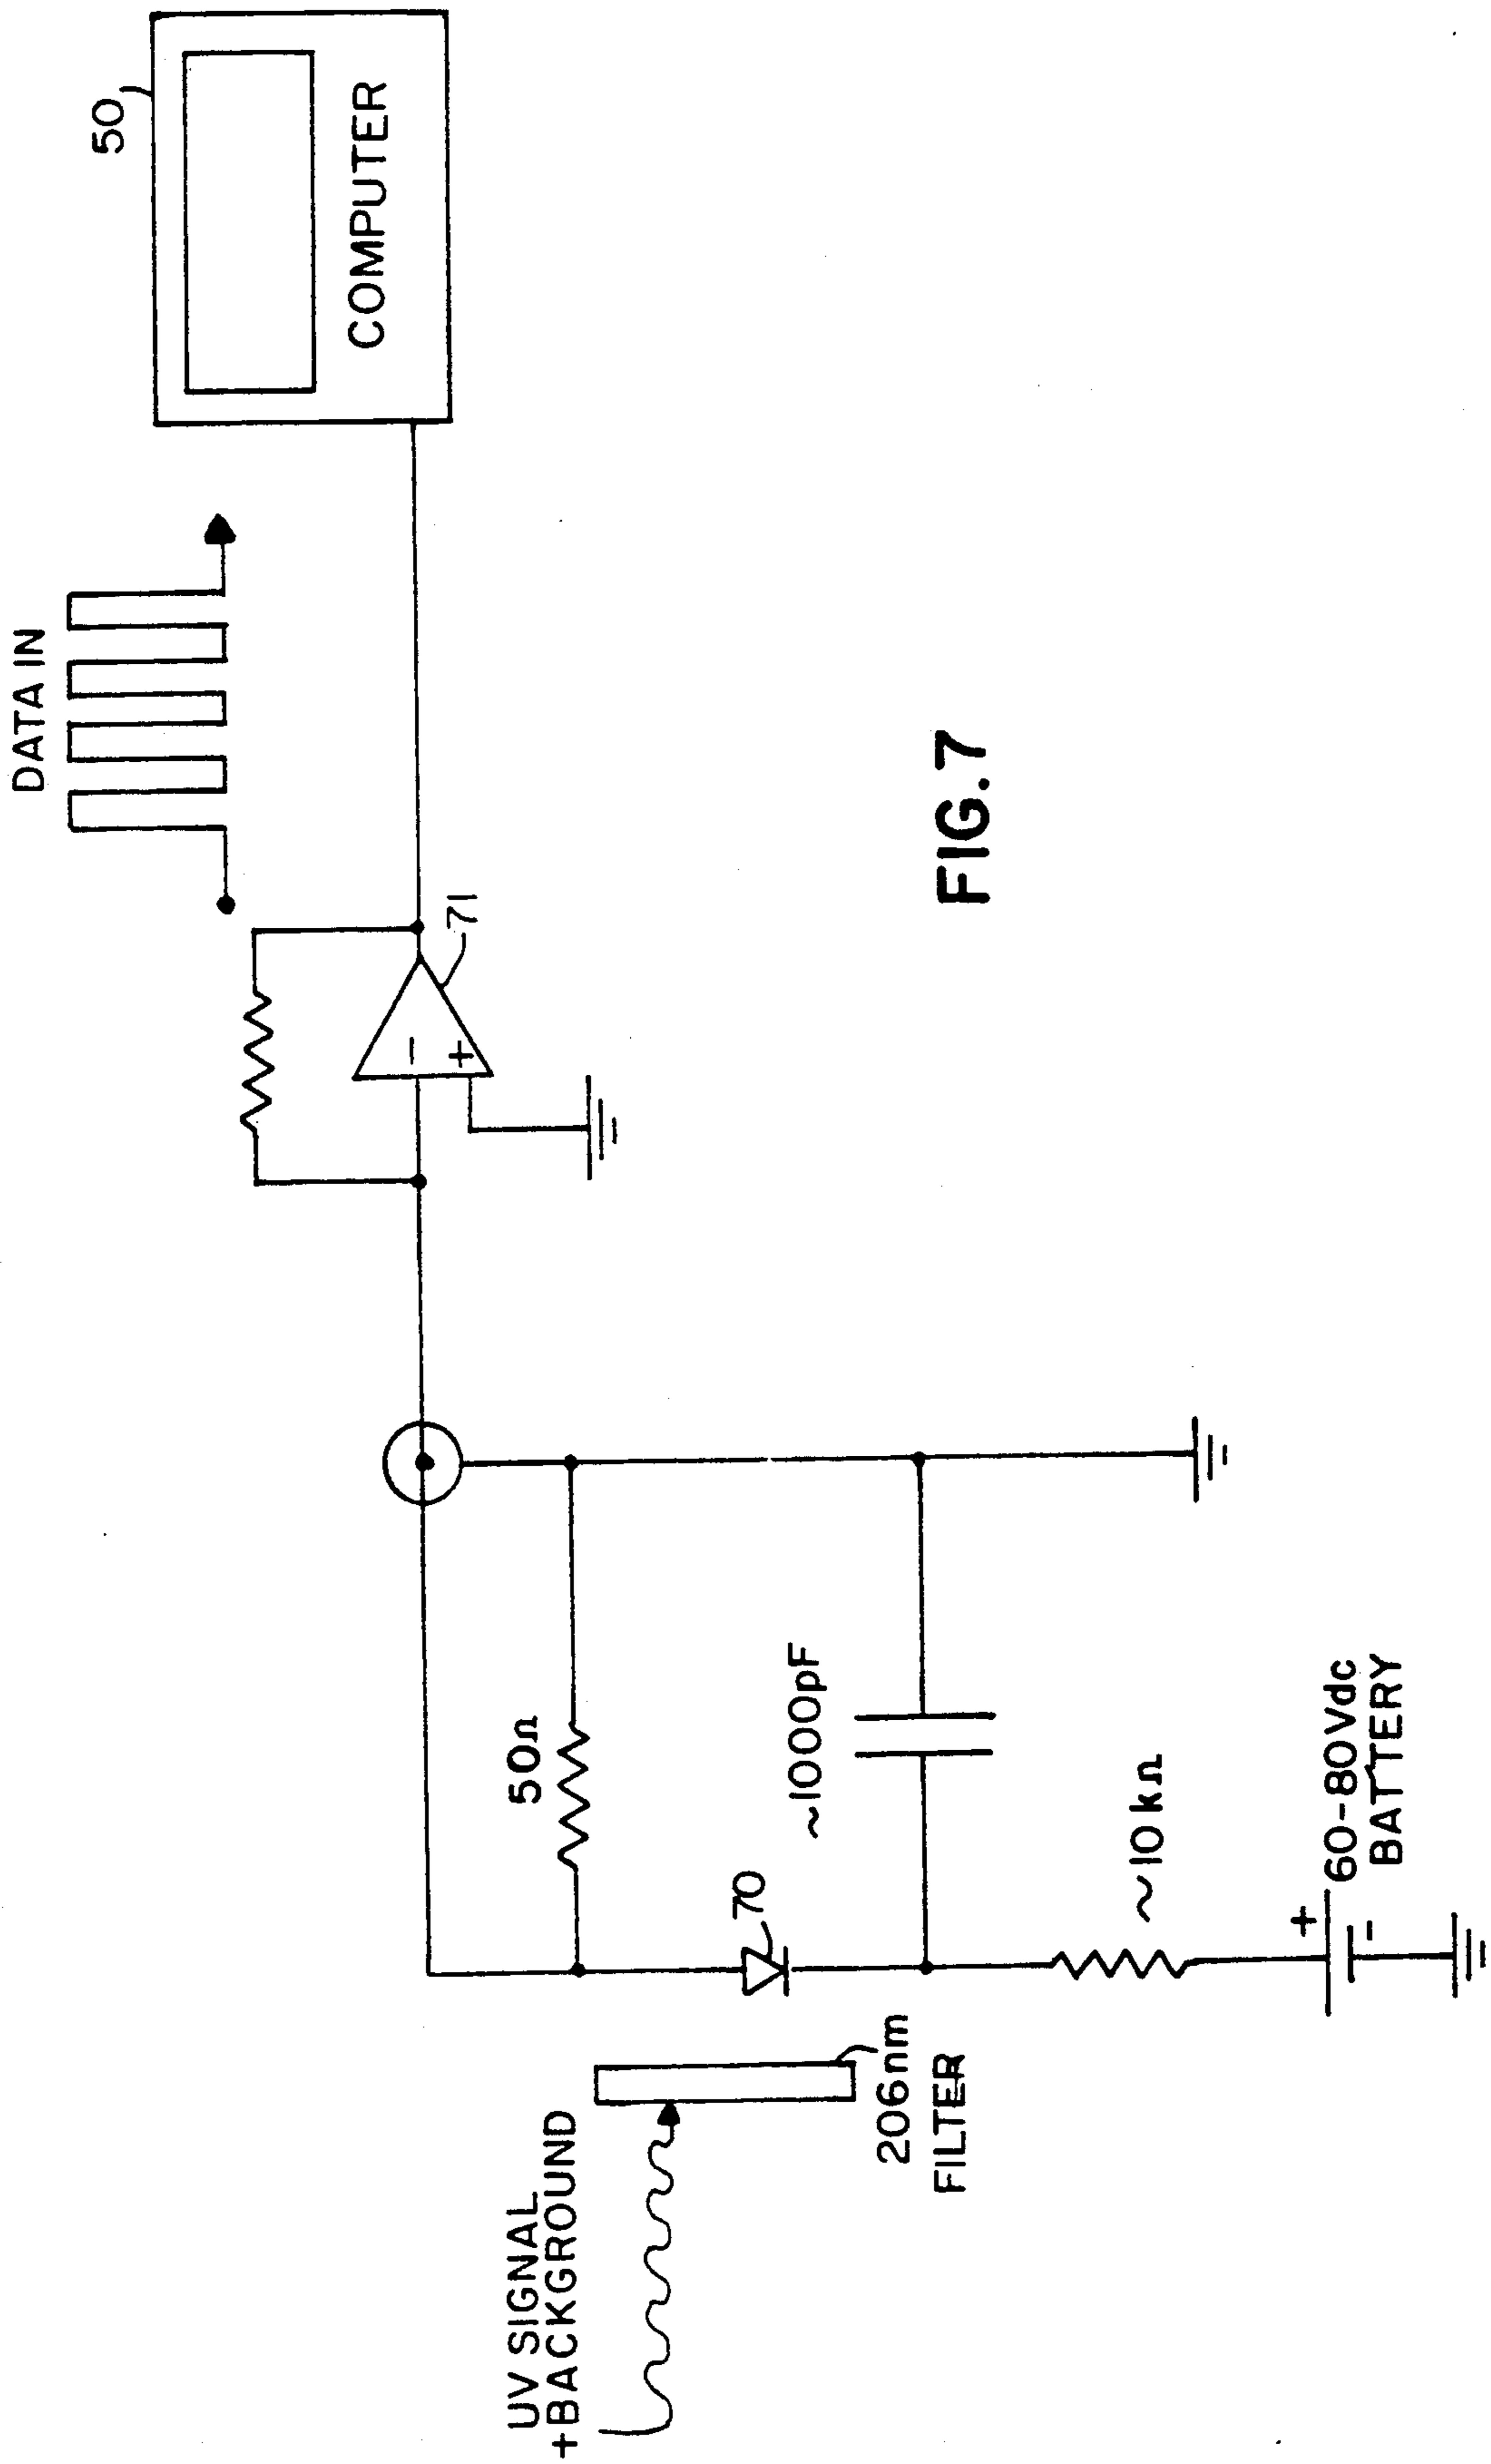 DATA IN
50
COMPUTER
71
UV SIGNAL
+BACKGROUND
50Ω
70
~1000pF
206nm
FILTER
~10kΩ
+
-
60-80Vdc
BATTERY
-
+
FIG.7